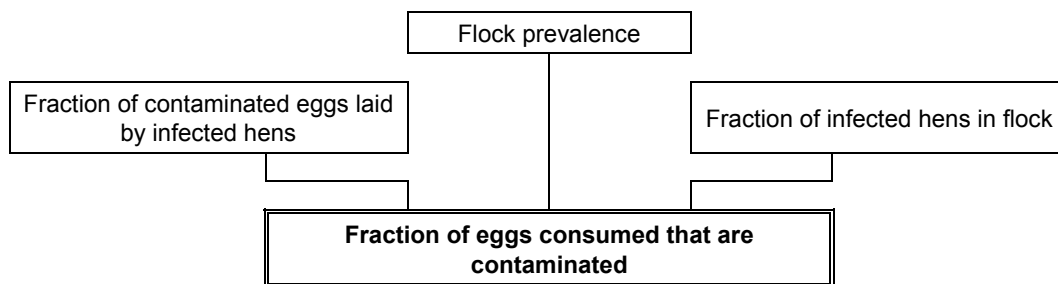 Flock prevalence
Fraction of contaminated eggs laid
by infected hens
Fraction of infected hens in flock
Fraction of eggs consumed that are
contaminated